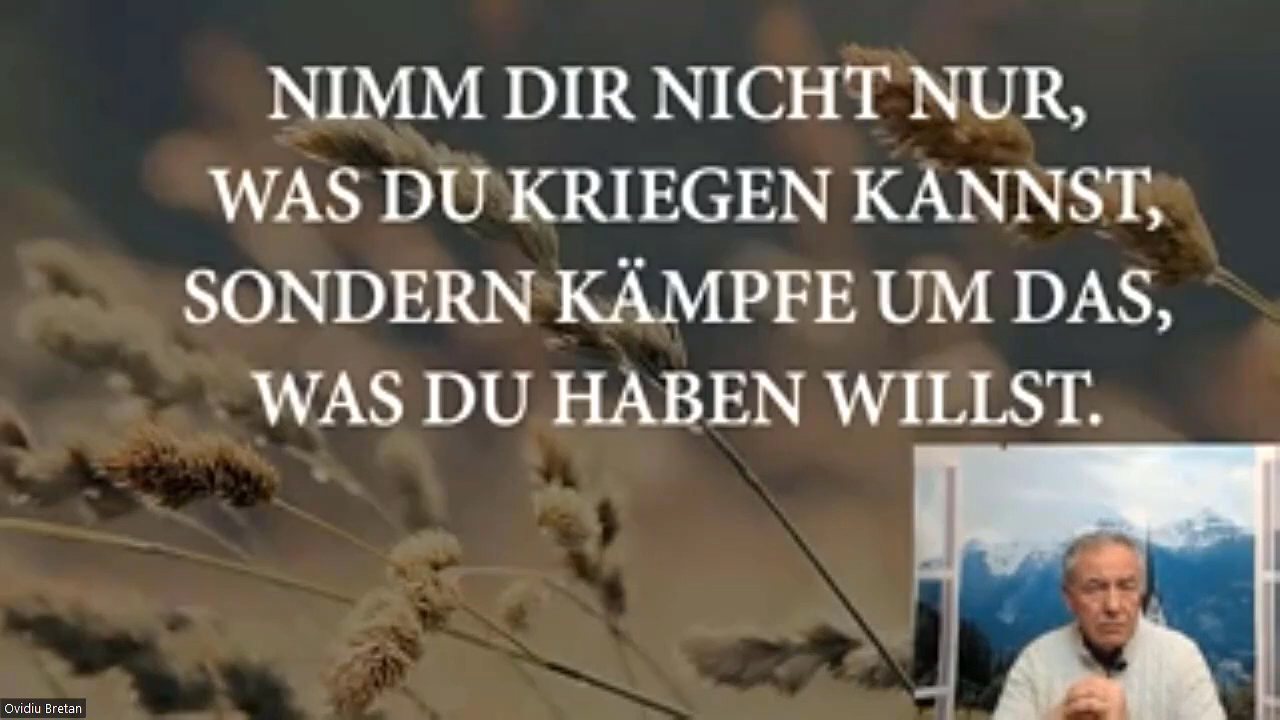 NIMM DIR NICHT NUR,
WAS DU KRIEGEN KANNST,
SONDERN KÄMPFE UM DAS,
WAS DU HABEN WILLST.
Ovidiu Bretan